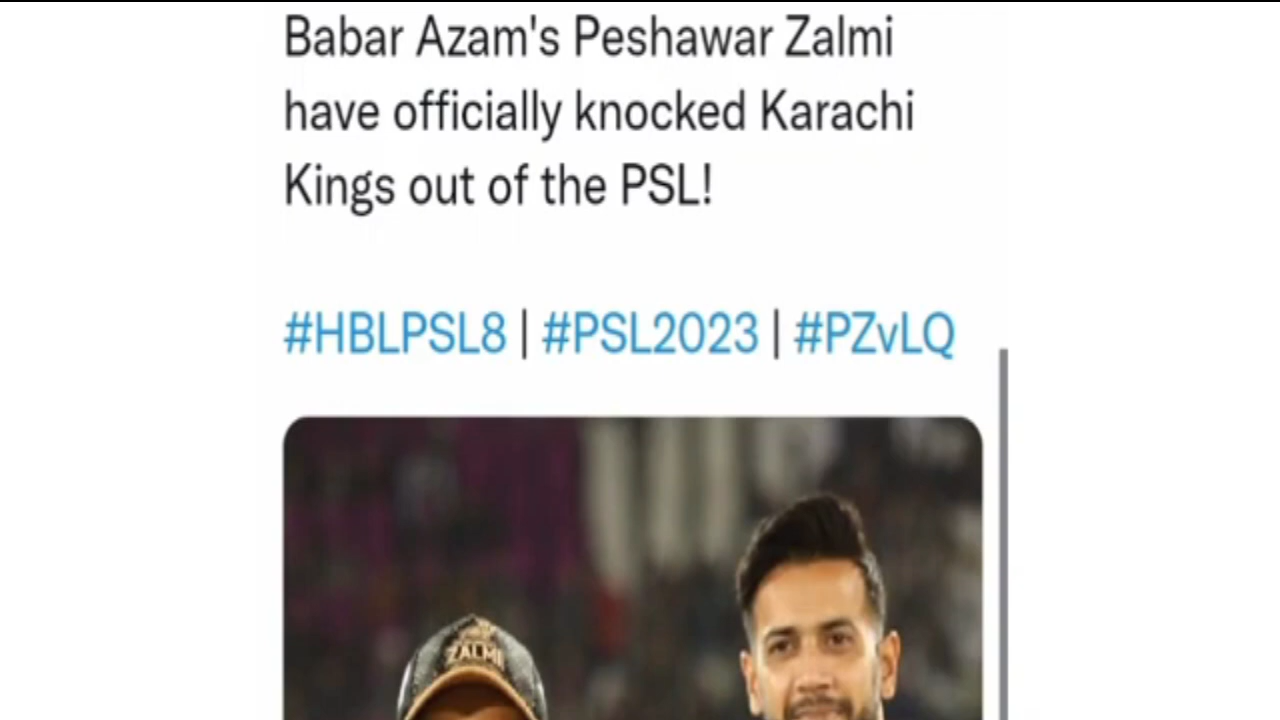 Babar Azam's Peshawar Zalmi
have officially knocked Karachi
Kings out of the PSL!
#HBLPSL8 | #PSL2023 | #PZvLQ
ZALMI